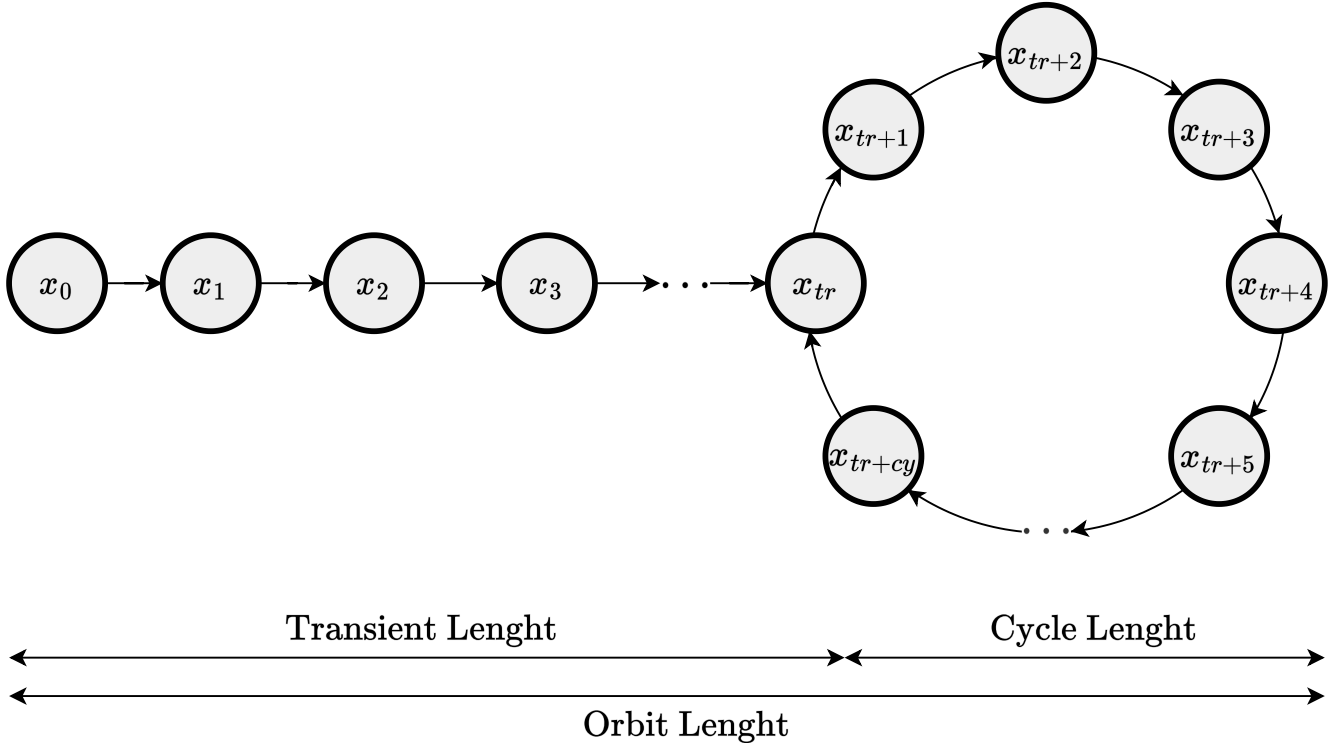 x_{tr+2}
x_{tr+1}
x_{tr+3}
x_0
x_1
x_2
x_3
...
x_{tr}
x_{tr+4}
x_{tr+cy}
x_{tr+5}
...
Transient Lenght
Cycle Lenght
Orbit Lenght